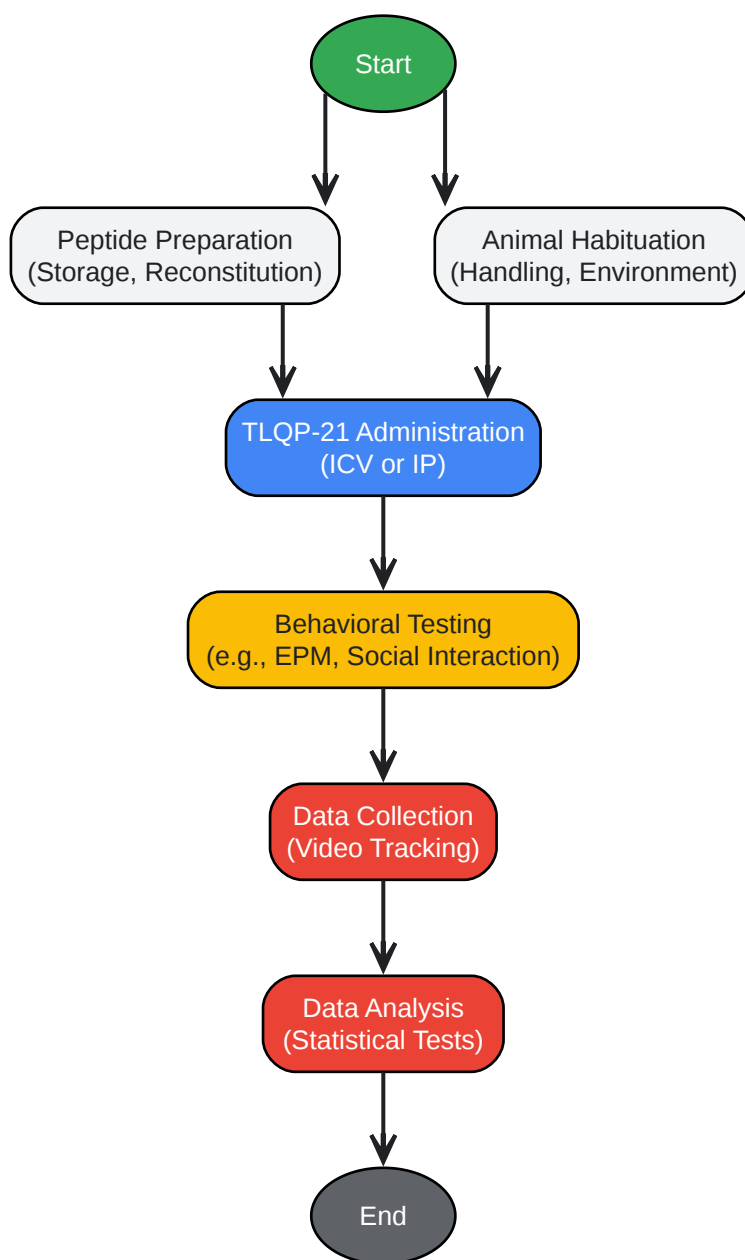 Start
Peptide Preparation
(Storage, Reconstitution)
Animal Habituation
(Handling, Environment)
TLQP-21 Administration
(ICV or IP)
Behavioral Testing
(e.g., EPM, Social Interaction)
Data Collection
(Video Tracking)
Data Analysis
(Statistical Tests)
End